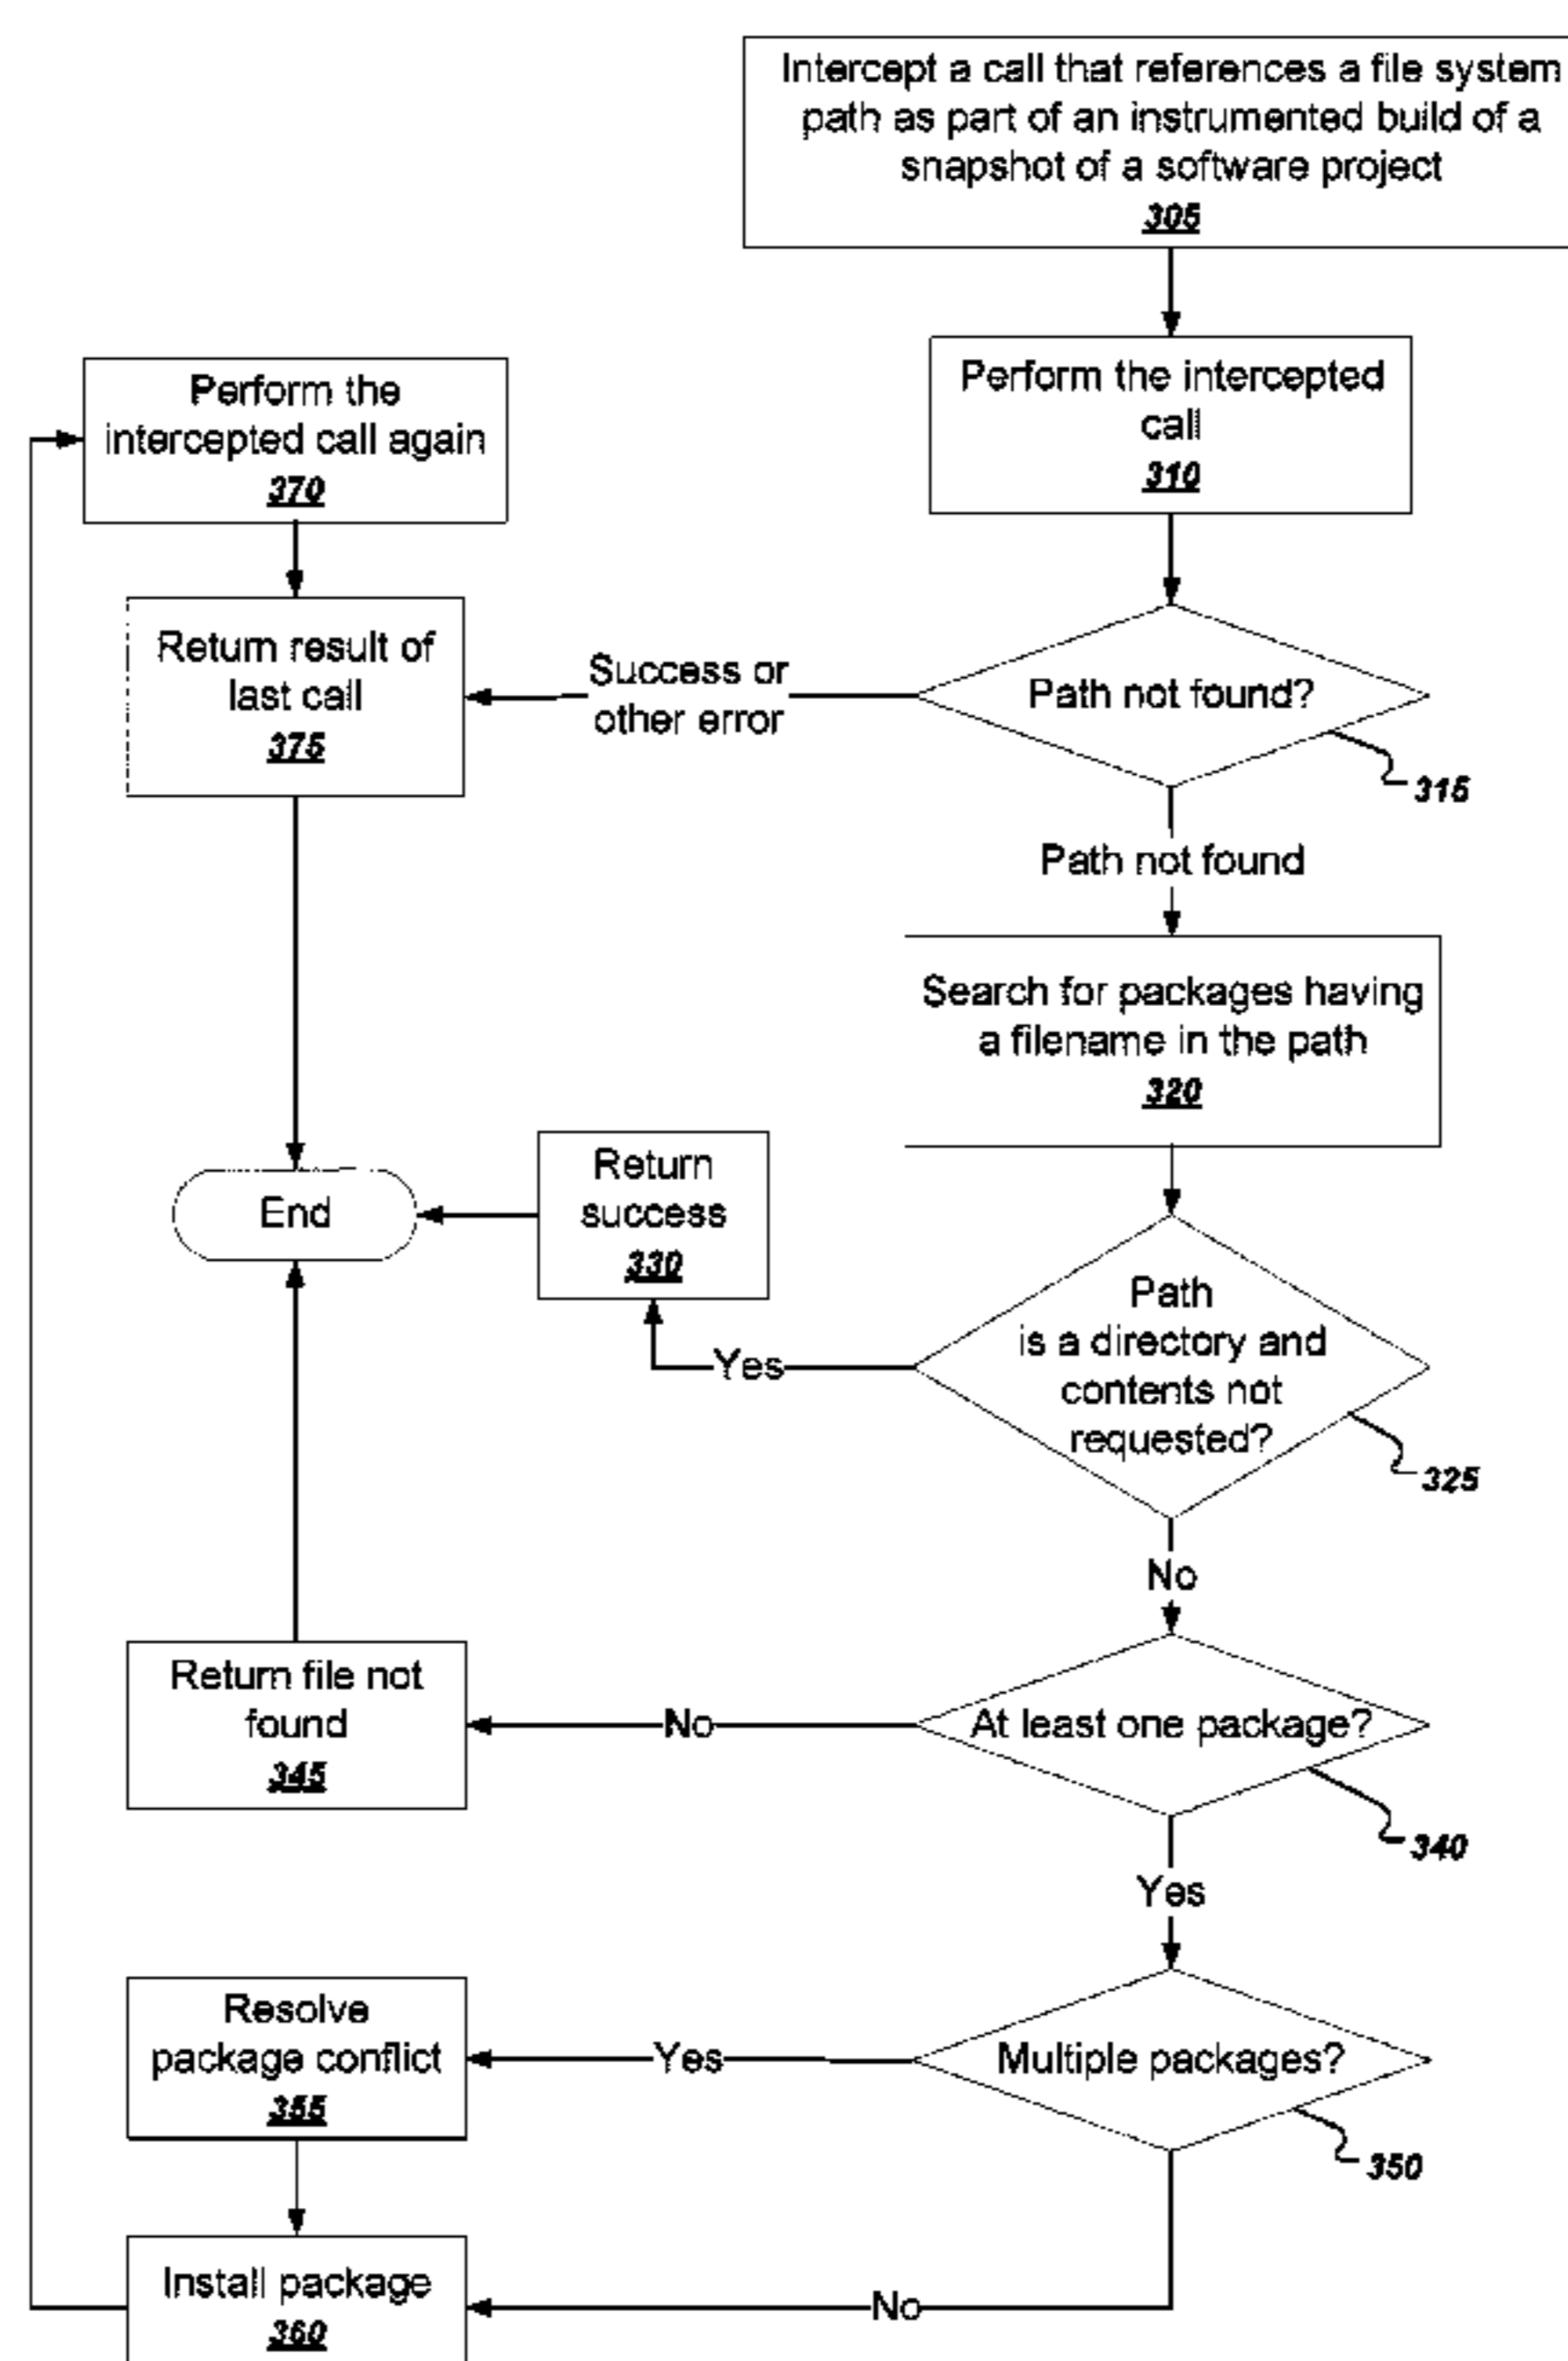 Intercept a call that references a file system
path as part of an instrumented build of a
snapshot of a software project
305
Perform the intercepted
call
310
Perform the
intercepted call again
370
Return result of
last call
375
Success or
other error
Path not found?
315
Path not found
Search for packages having
a filename in the path
320
Return
success
330
End
Path
is a directory and
contents not
requested?
Yes
325
No
Return file not
found
345
No
At least one package?
340
Yes
Resolve
package conflict
355
Yes
Multiple packages?
350
Install package
360
No